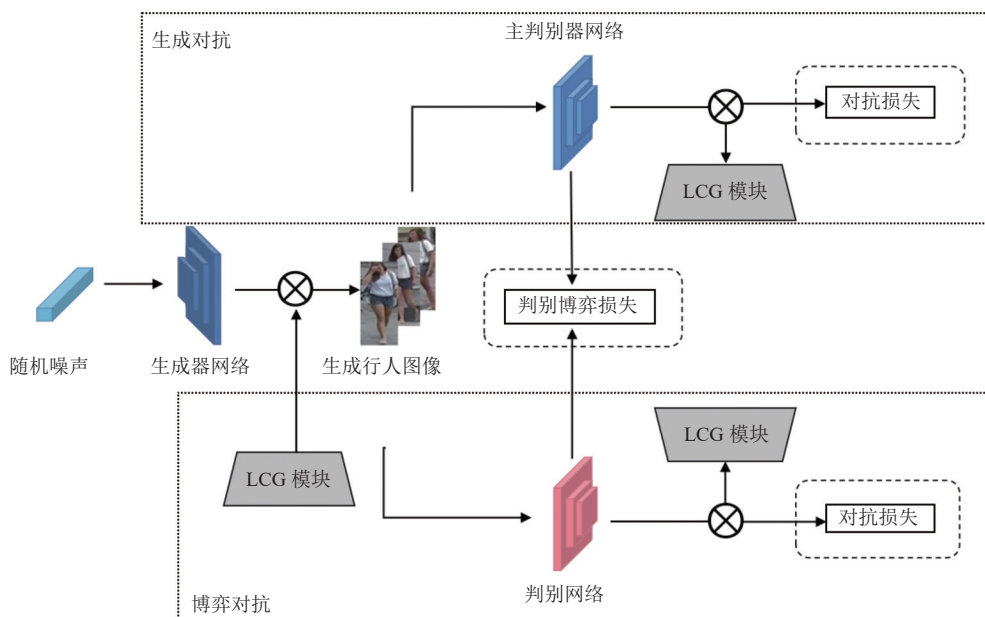 生成对抗
主判别器网络
对抗损失
LCG 模块
判别博弈损失
随机噪声
生成器网络
生成行人图像
LCG 模块
LCG 模块
对抗损失
判别网络
博弈对抗